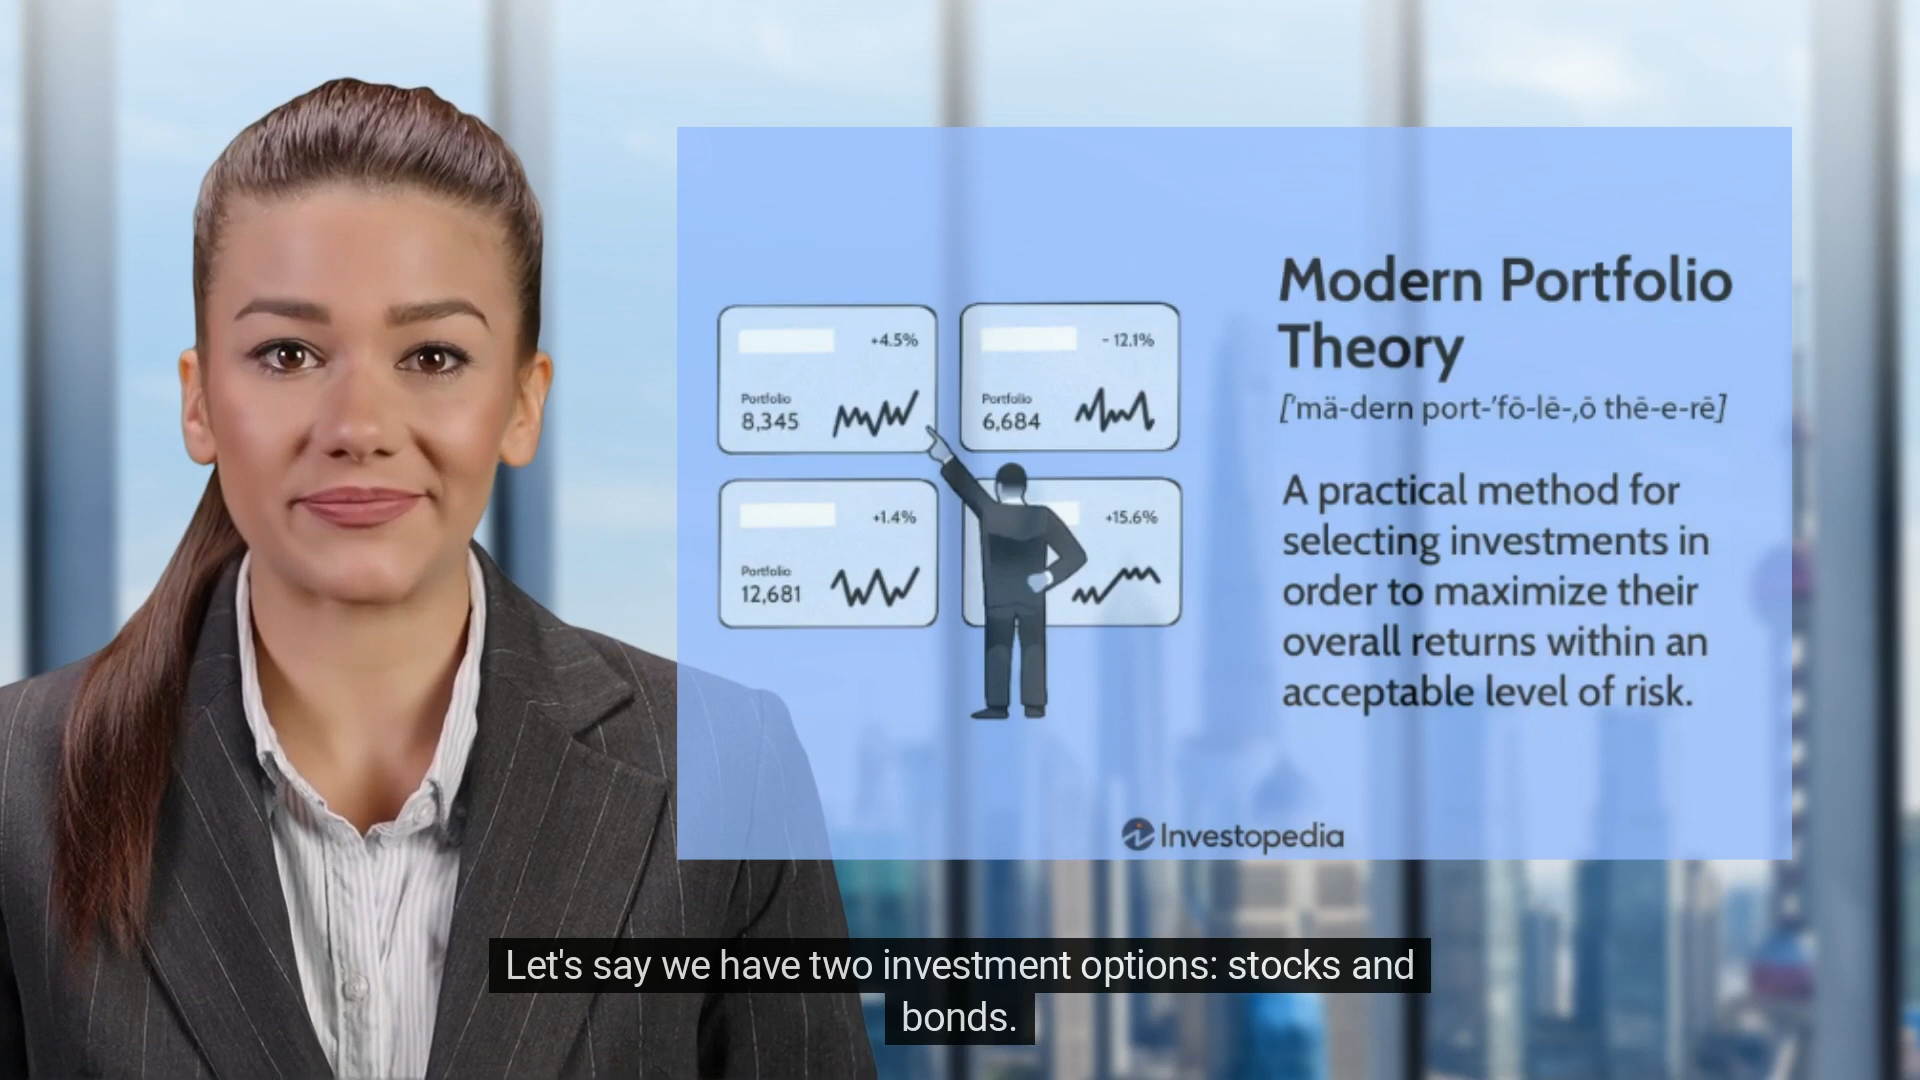 +4.5%
Portfolio
8,345
- 12.1%
Portfolio
6,684
+1.4%
Portfolio
12,681
+15.6%
Modern Portfolio
Theory
['mä-dern port-'fō-lē-,ō thē-e-rē]
A practical method for
selecting investments in
order to maximize their
overall returns within an
acceptable level of risk.
Investopedia
Let's say we have two investment options: stocks and
bonds.